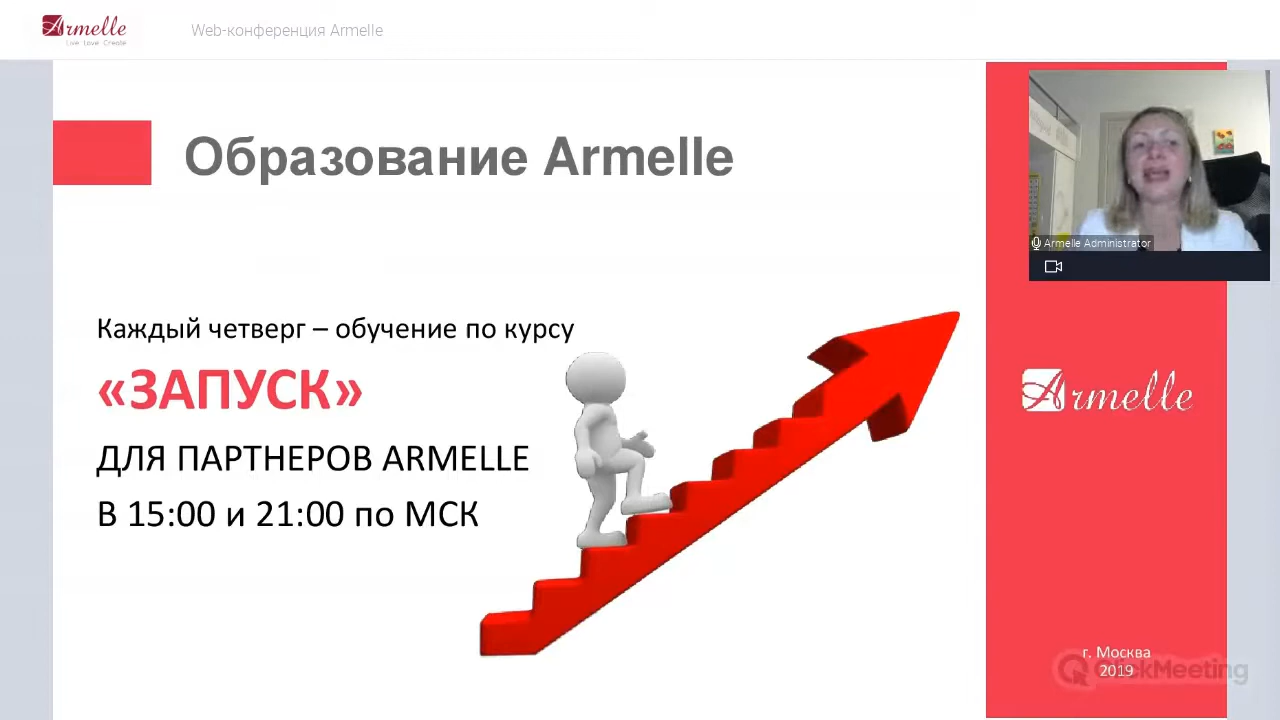 Armelle
Live Love Create
Web-конференция Armelle
Образование Armelle
Armelle Administrator
Каждый четверг – обучение по курсу
«ЗАПУСК»
ДЛЯ ПАРТНЕРОВ ARMELLE
В 15:00 и 21:00 по МСК
Armelle
г. Москва
2019
ClickMeeting